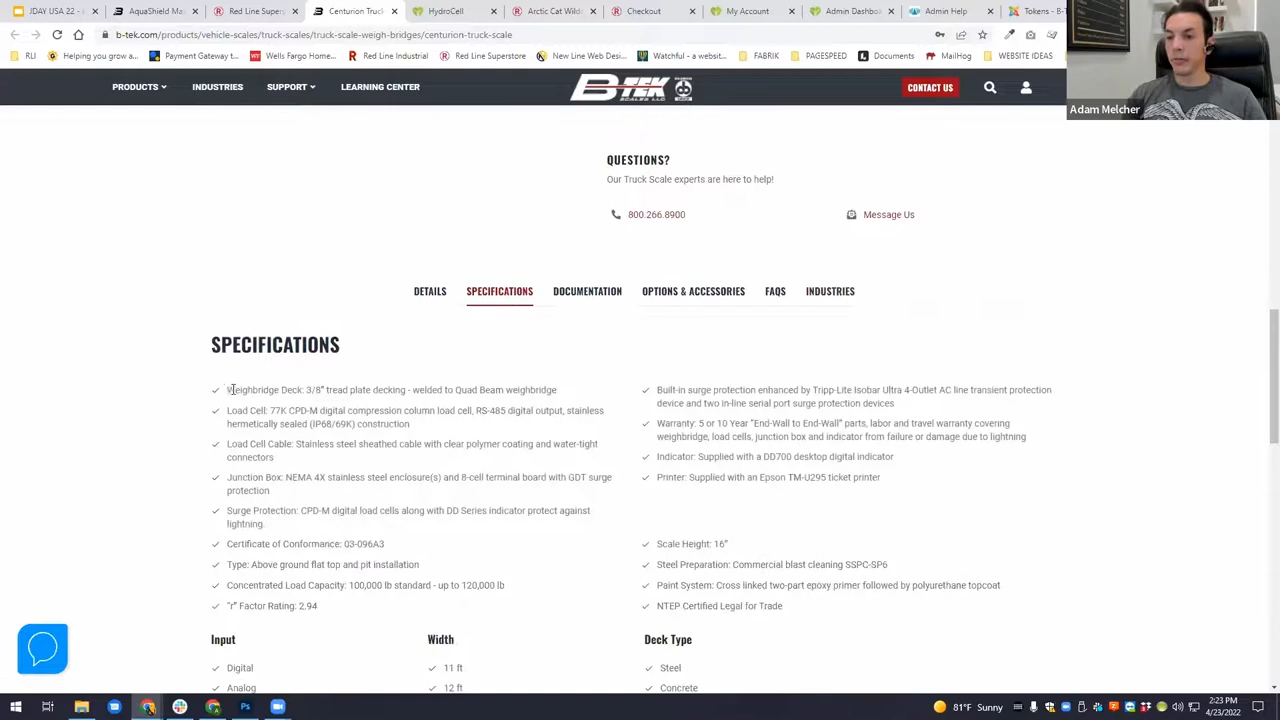 JDAY USA 22 - d
AquaShield Ma
Centurion Truc
HydroCell
Arctic Cat Wild
Checkout
My Account
Admin Dashbo
Admin Help
Tokens - B
b-tek.com/products/vehicle-scales/truck-scales/truck-scale-weigh-bridges/centurion-truck-scale
RLI
Helping you grow a...
Payment Gateway t...
Wells Fargo Home...
Red Line Industrial
Red Line Superstore
New Line Web Desi...
Watchful - a websit...
FABRIK
PAGESPEED
Documents
MailHog
WEBSITE IDEAS
Adam Melcher
PRODUCTS
INDUSTRIES
SUPPORT
LEARNING CENTER
B-TEK
SCALES LLC
CONTACT US
QUESTIONS?
Our Truck Scale experts are here to help!
800.266.8900
Message Us
DETAILS
SPECIFICATIONS
DOCUMENTATION
OPTIONS & ACCESSORIES
FAQS
INDUSTRIES
SPECIFICATIONS
Weighbridge Deck: 3/8" tread plate decking - welded to Quad Beam weighbridge
Load Cell: 77K CPD-M digital compression column load cell, RS-485 digital output, stainless
hermetically sealed (IP68/69K) construction
Load Cell Cable: Stainless steel sheathed cable with clear polymer coating and water-tight
connectors
Junction Box: NEMA 4X stainless steel enclosure(s) and 8-cell terminal board with GDT surge
protection
Surge Protection: CPD-M digital load cells along with DD Series indicator protect against
lightning.
Built-in surge protection enhanced by Tripp-Lite Isobar Ultra 4-Outlet AC line transient protection
device and two in-line serial port surge protection devices
Warranty: 5 or 10 Year "End-Wall to End-Wall" parts, labor and travel warranty covering
weighbridge, load cells, junction box and indicator from failure or damage due to lightning
Indicator: Supplied with a DD700 desktop digital indicator
Printer: Supplied with an Epson TM-U295 ticket printer
Certificate of Conformance: 03-096A3
Type: Above ground flat top and pit installation
Concentrated Load Capacity: 100,000 lb standard - up to 120,000 lb
"r" Factor Rating: 2.94
Scale Height: 16"
Steel Preparation: Commercial blast cleaning SSPC-SP6
Paint System: Cross linked two-part epoxy primer followed by polyurethane topcoat
NTEP Certified Legal for Trade
Input
Digital
Analog
Width
11 ft
12 ft
Deck Type
Steel
Concrete
81°F Sunny
2:23 PM
4/23/2022